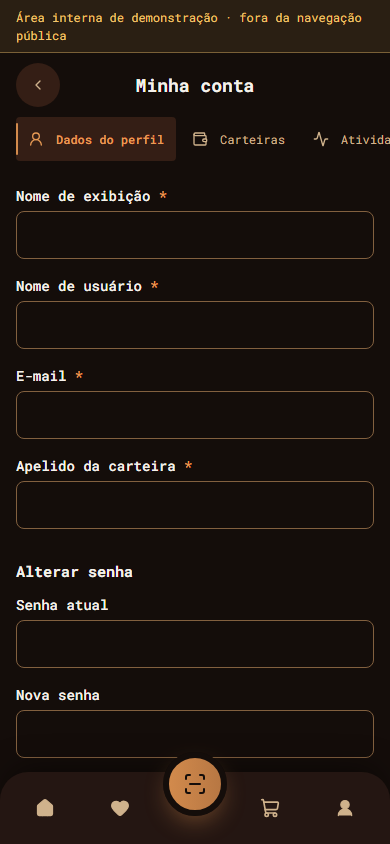 Área interna de demonstração · fora da navegação
pública
Minha conta
Dados do perfil
Carteiras
Ativida
Nome de exibição *
Nome de usuário *
E-mail *
Apelido da carteira *
Alterar senha
Senha atual
Nova senha